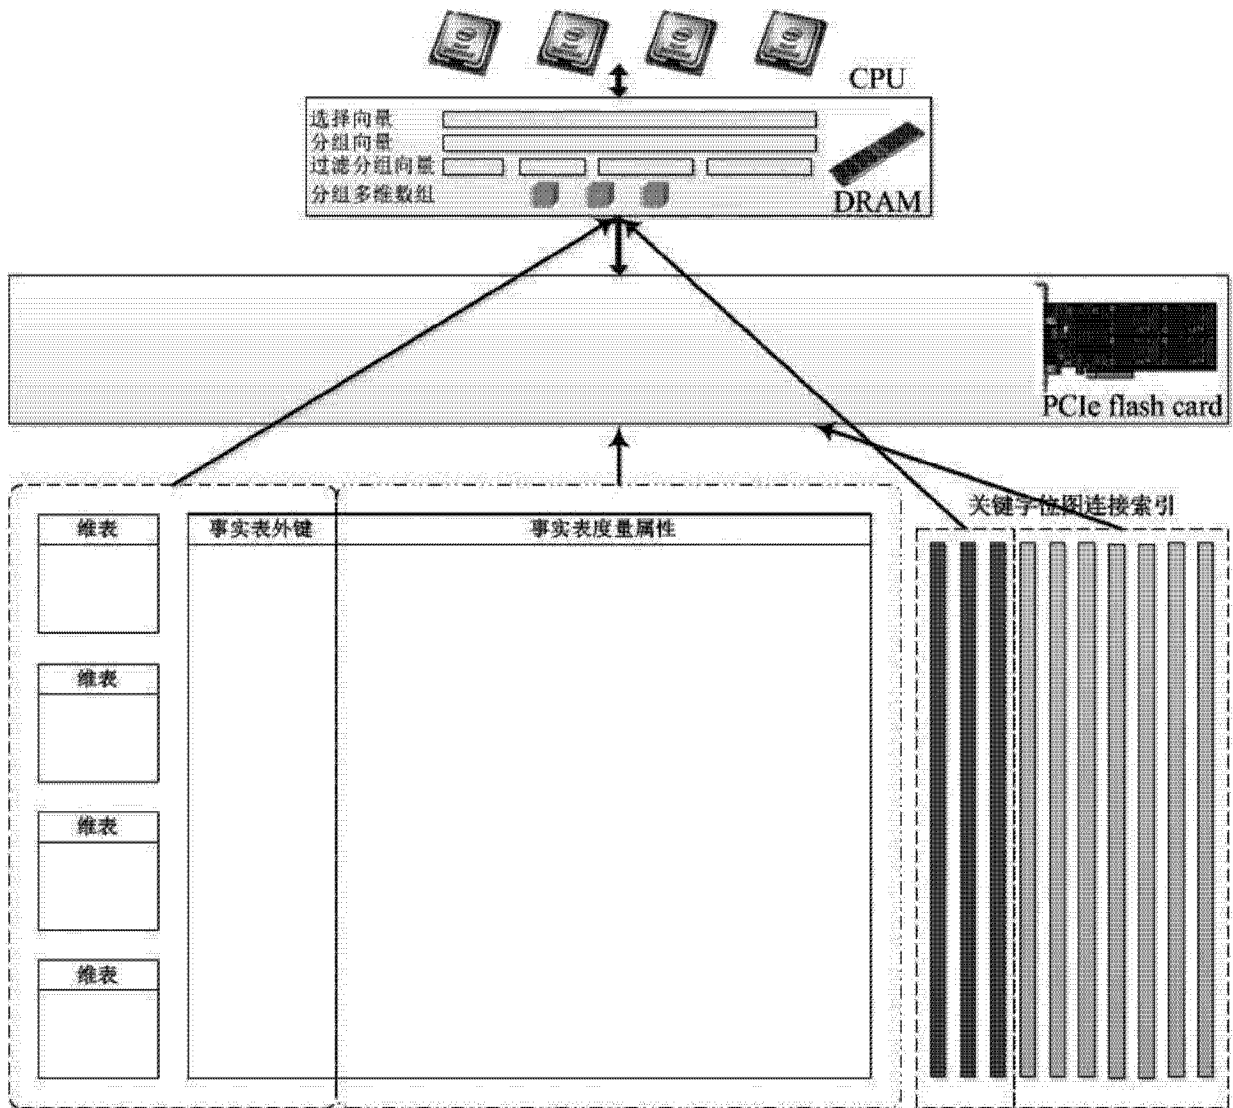 CPU
选择向量
分组向量
过滤分组向量
分组多维数组
DRAM
PCIe flash card
关键字位图连接索引
维表
事实表外键
事实表度量属性
维表
维表
维表